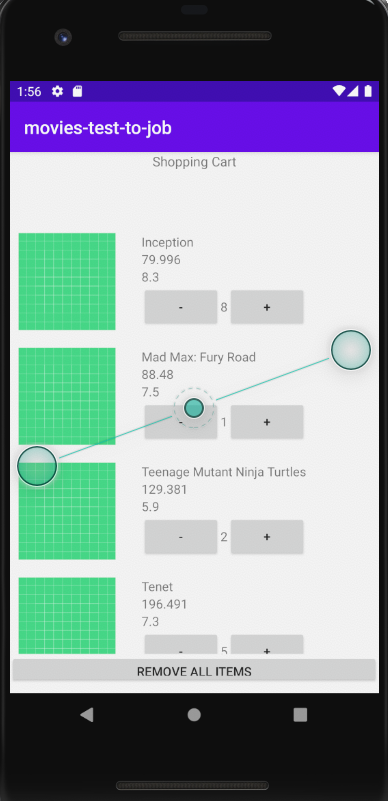 1:56
movies-test-to-job
Shopping Cart
Inception
79.996
8.3
- 8 +
Mad Max: Fury Road
88.48
7.5
- 1 +
Teenage Mutant Ninja Turtles
129.381
5.9
- 2 +
Tenet
196.491
7.3
- 5 +
REMOVE ALL ITEMS